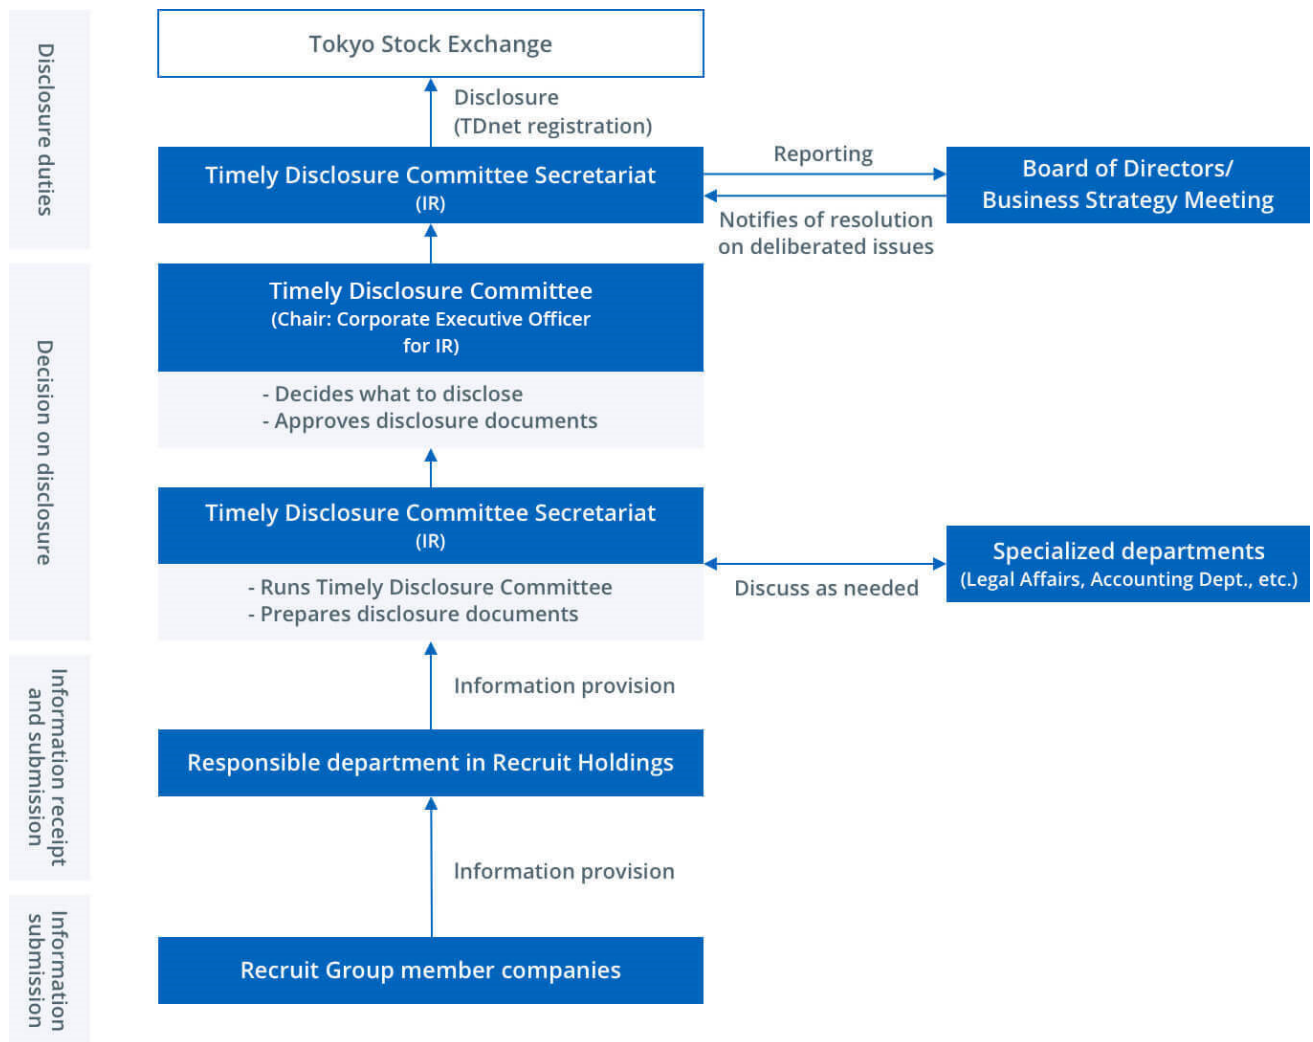 Disclosure duties
Tokyo Stock Exchange
Disclosure
(TDnet registration)
Timely Disclosure Committee Secretariat
(IR)
Reporting
Notifies of resolution
on deliberated issues
Board of Directors/
Business Strategy Meeting
Decision on disclosure
Timely Disclosure Committee
(Chair: Corporate Executive Officer
for IR)
- Decides what to disclose
- Approves disclosure documents
Timely Disclosure Committee Secretariat
(IR)
- Runs Timely Disclosure Committee
- Prepares disclosure documents
Discuss as needed
Specialized departments
(Legal Affairs, Accounting Dept., etc.)
Information receipt
and submission
Information provision
Responsible department in Recruit Holdings
Information provision
Information
submission
Recruit Group member companies